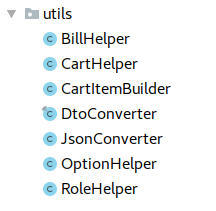 utils
BillHelper
CartHelper
CartItemBuilder
DtoConverter
JsonConverter
OptionHelper
RoleHelper